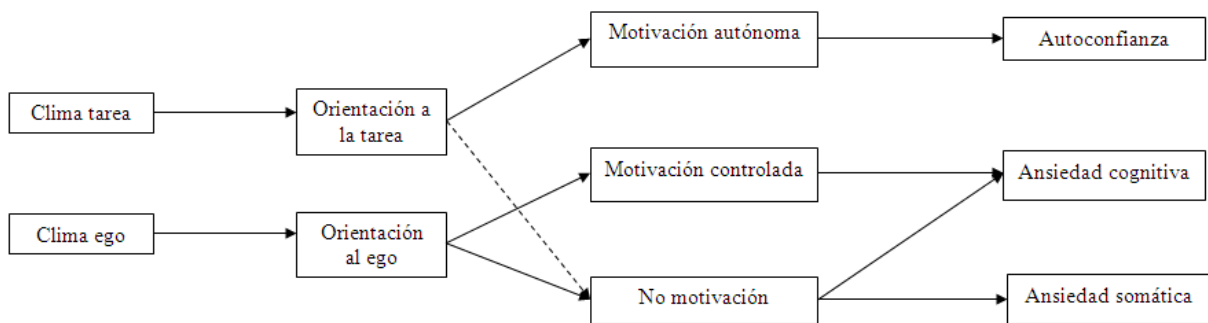 Motivación autónoma
Autoconfianza
Clima tarea
Orientación a
la tarea
Motivación controlada
Ansiedad cognitiva
Clima ego
Orientación
al ego
No motivación
Ansiedad somática